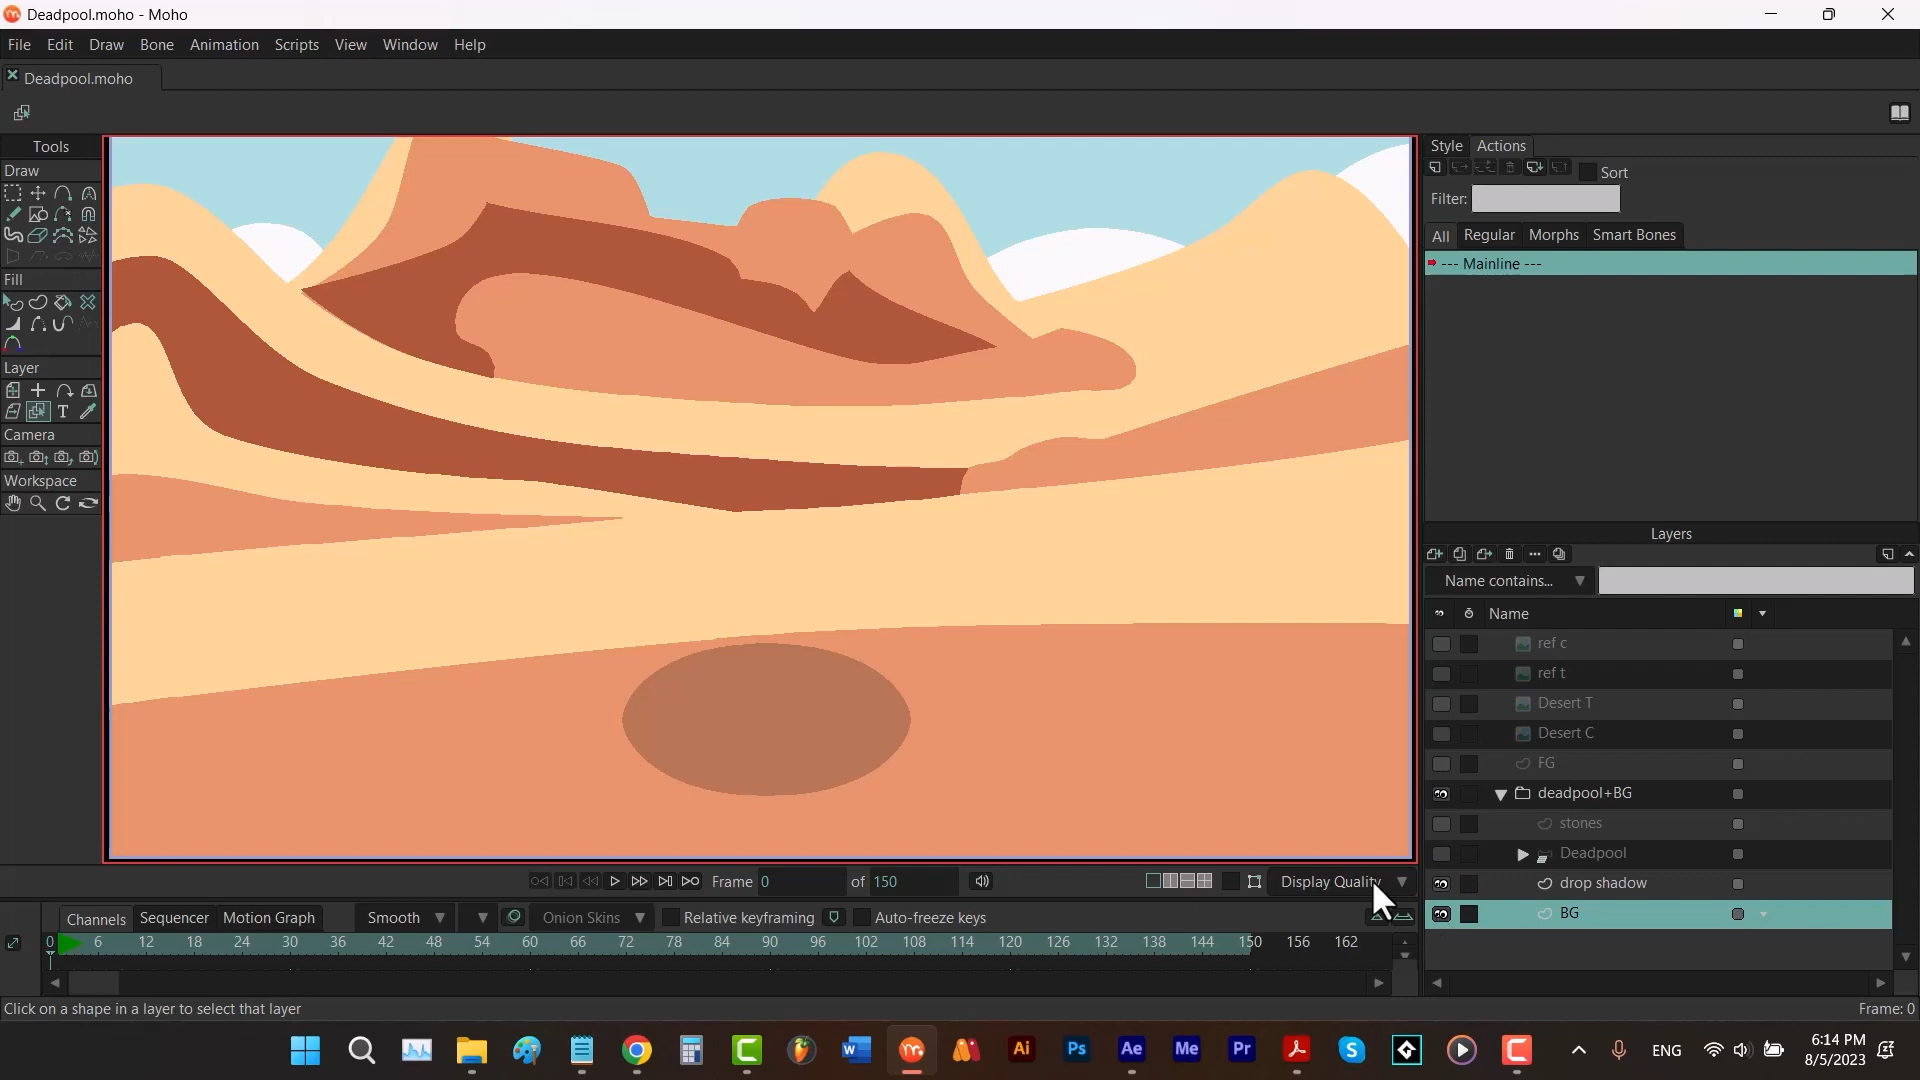 Deadpool.moho - Moho
File Edit Draw Bone Animation Scripts View Window Help
Deadpool.moho
Tools
Draw
Fill
Layer
T
Camera
Workspace
Style Actions
Sort
Filter:
All Regular Morphs Smart Bones
--- Mainline ---
Layers
Name contains...
Name
ref c
ref t
Desert T
Desert C
FG
deadpool+BG
stones
Deadpool
drop shadow
BG
Frame 0 of 150 Display Quality
Channels Sequencer Motion Graph Smooth Onion Skins Relative keyframing Auto-freeze keys
0 6 12 18 24 30 36 42 48 54 60 66 72 78 84 90 96 102 108 114 120 126 132 138 144 150 156 162
Click on a shape in a layer to select that layer Frame: 0
Ai Ps Ae Me Pr ENG 6:14 PM
8/5/2023